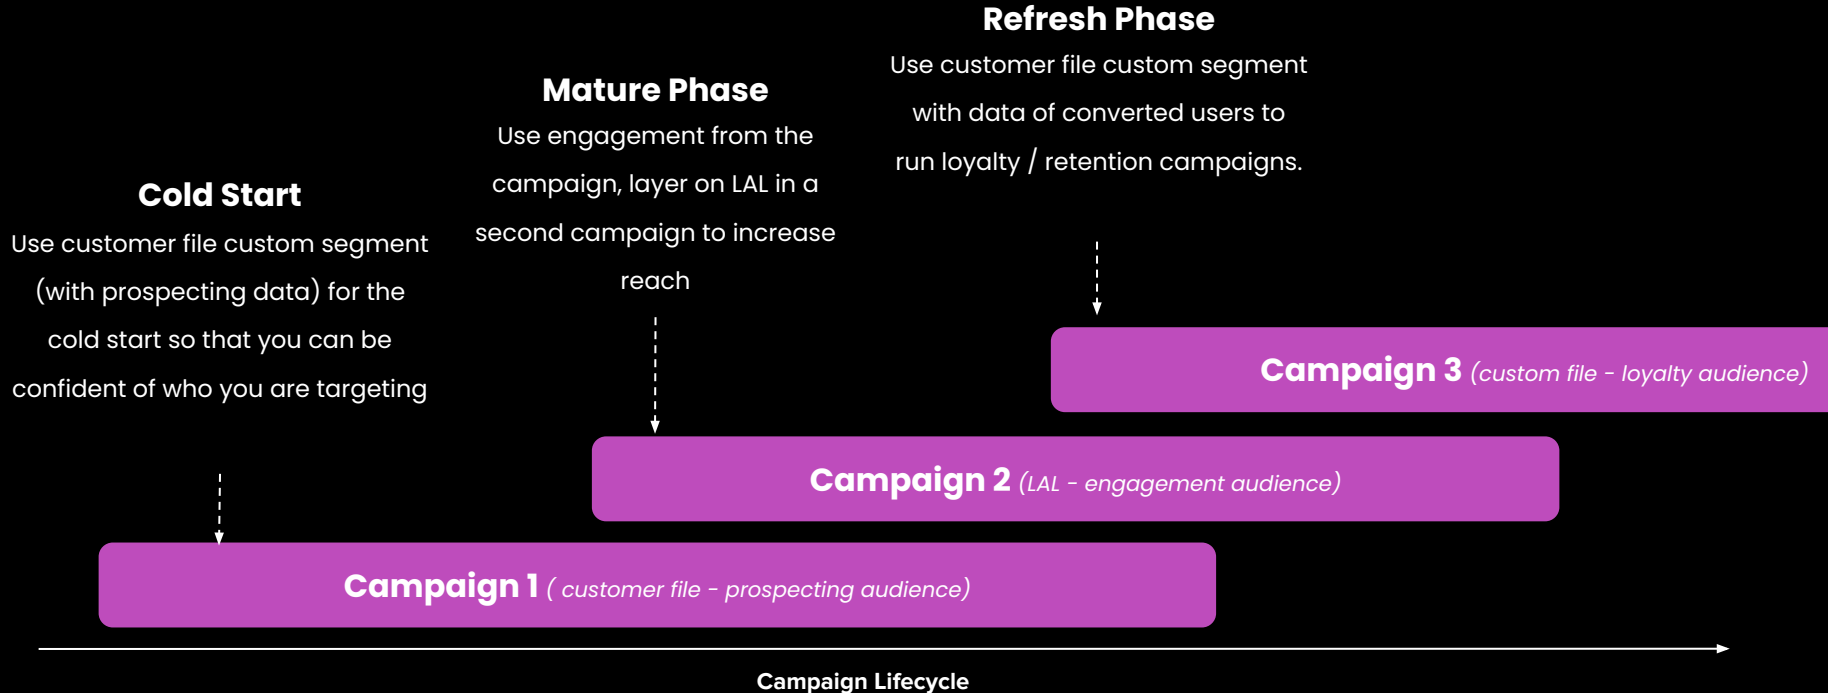 Refresh Phase
Use customer file custom segment
with data of converted users to
run loyalty / retention campaigns.
Mature Phase
Use engagement from the
campaign, layer on LAL in a
second campaign to increase
reach
Cold Start
Use customer file custom segment
(with prospecting data) for the
cold start so that you can be
confident of who you are targeting
Campaign 3 (custom file - loyalty audience)
Campaign 2 (LAL - engagement audience)
Campaign 1 ( customer file - prospecting audience)
Campaign Lifecycle